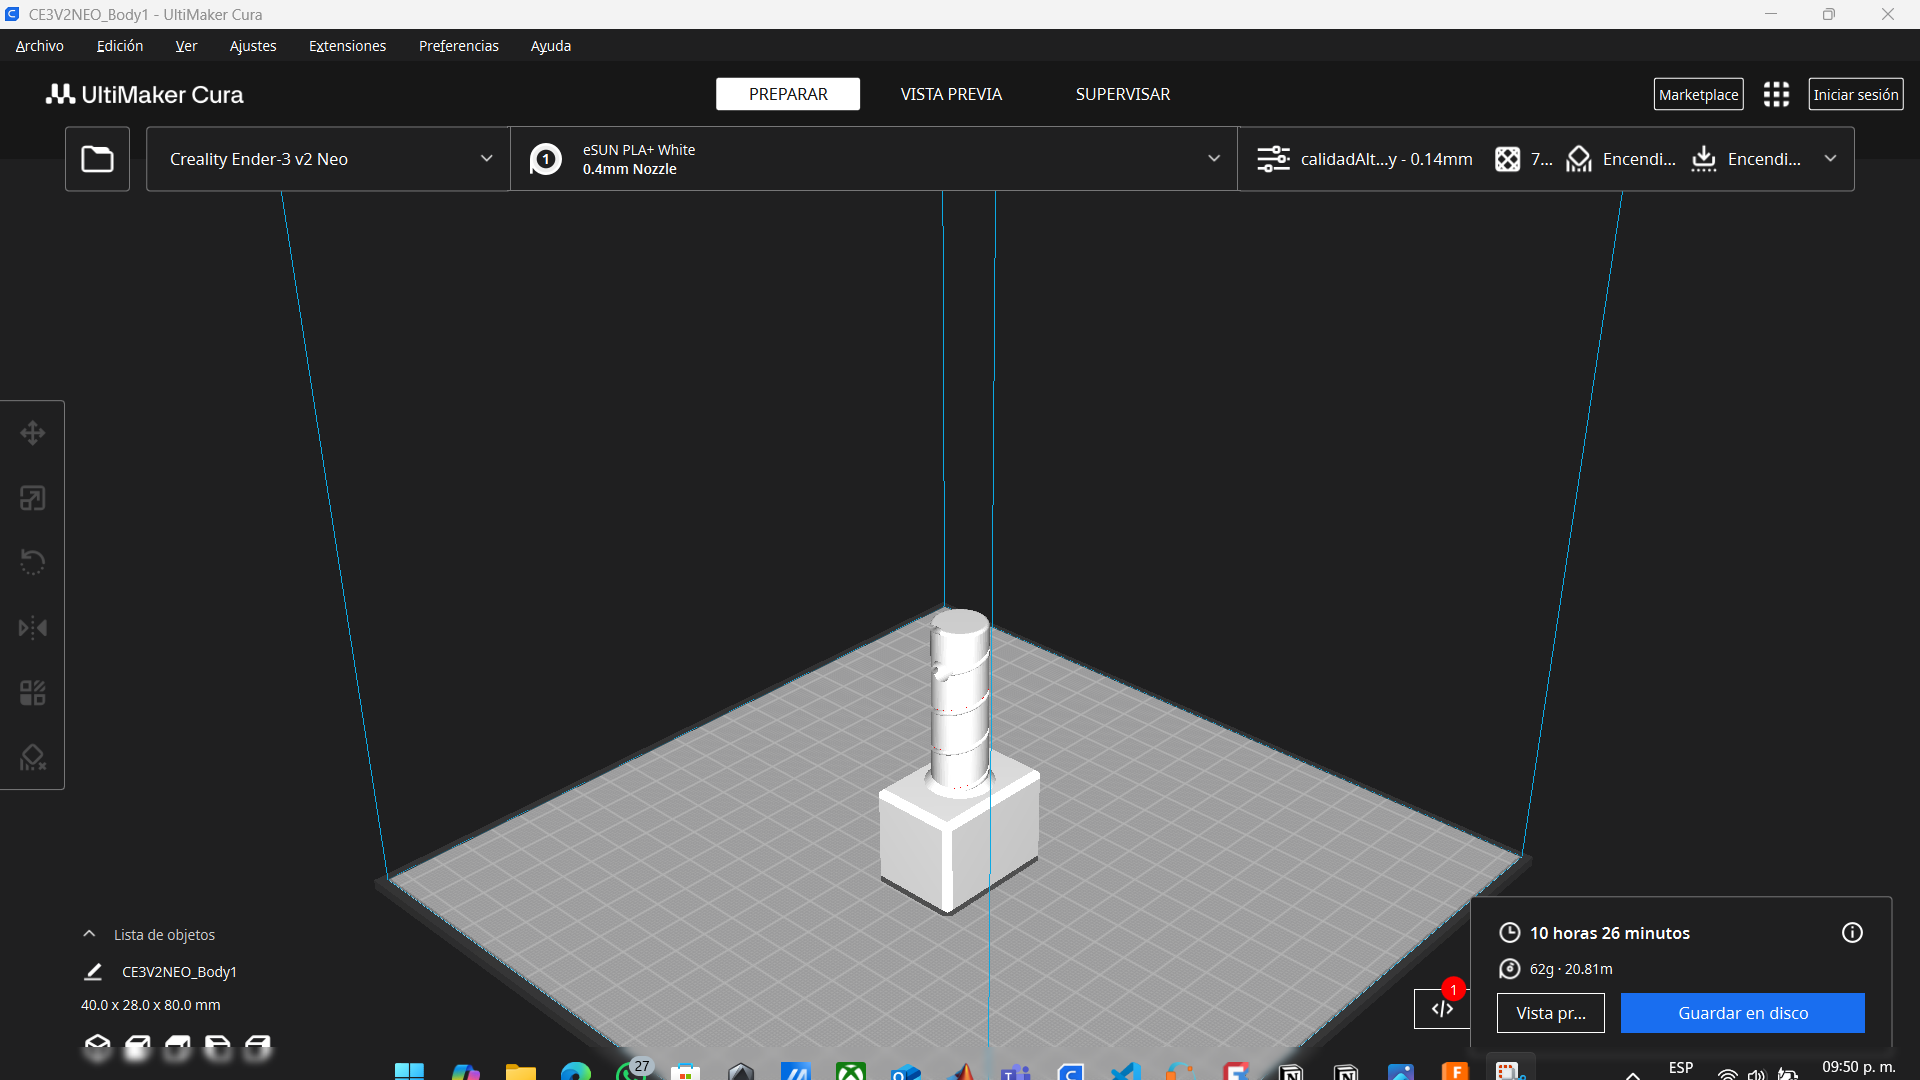 CE3V2NEO_Body1 - UltiMaker Cura
Archivo Edición Ver Ajustes Extensiones Preferencias Ayuda
UltiMaker Cura
PREPARAR VISTA PREVIA SUPERVISAR
Marketplace Iniciar sesión
Creality Ender-3 v2 Neo
1
eSUN PLA+ White
0.4mm Nozzle
calidadAlt...y - 0.14mm 7... Encendi... Encendi...
Lista de objetos
CE3V2NEO_Body1
40.0 x 28.0 x 80.0 mm
1
10 horas 26 minutos
62g · 20.81m
Vista pr... Guardar en disco
27
ESP
09:50 p. m.